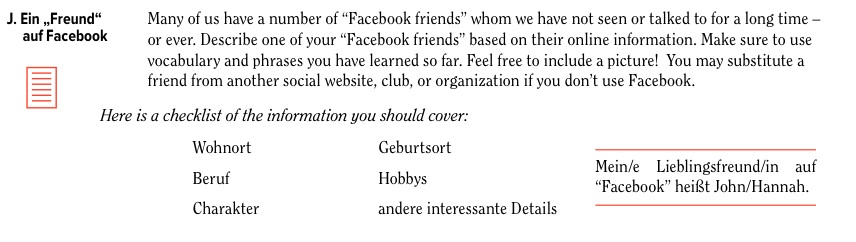 J. Ein „Freund“
auf Facebook
Many of us have a number of “Facebook friends” whom we have not seen or talked to for a long time –
or ever. Describe one of your “Facebook friends” based on their online information. Make sure to use
vocabulary and phrases you have learned so far. Feel free to include a picture! You may substitute a
friend from another social website, club, or organization if you don’t use Facebook.
Here is a checklist of the information you should cover:
Wohnort Geburtsort
Beruf Hobbys
Charakter andere interessante Details
Mein/e Lieblingsfreund/in auf
“Facebook” heißt John/Hannah.